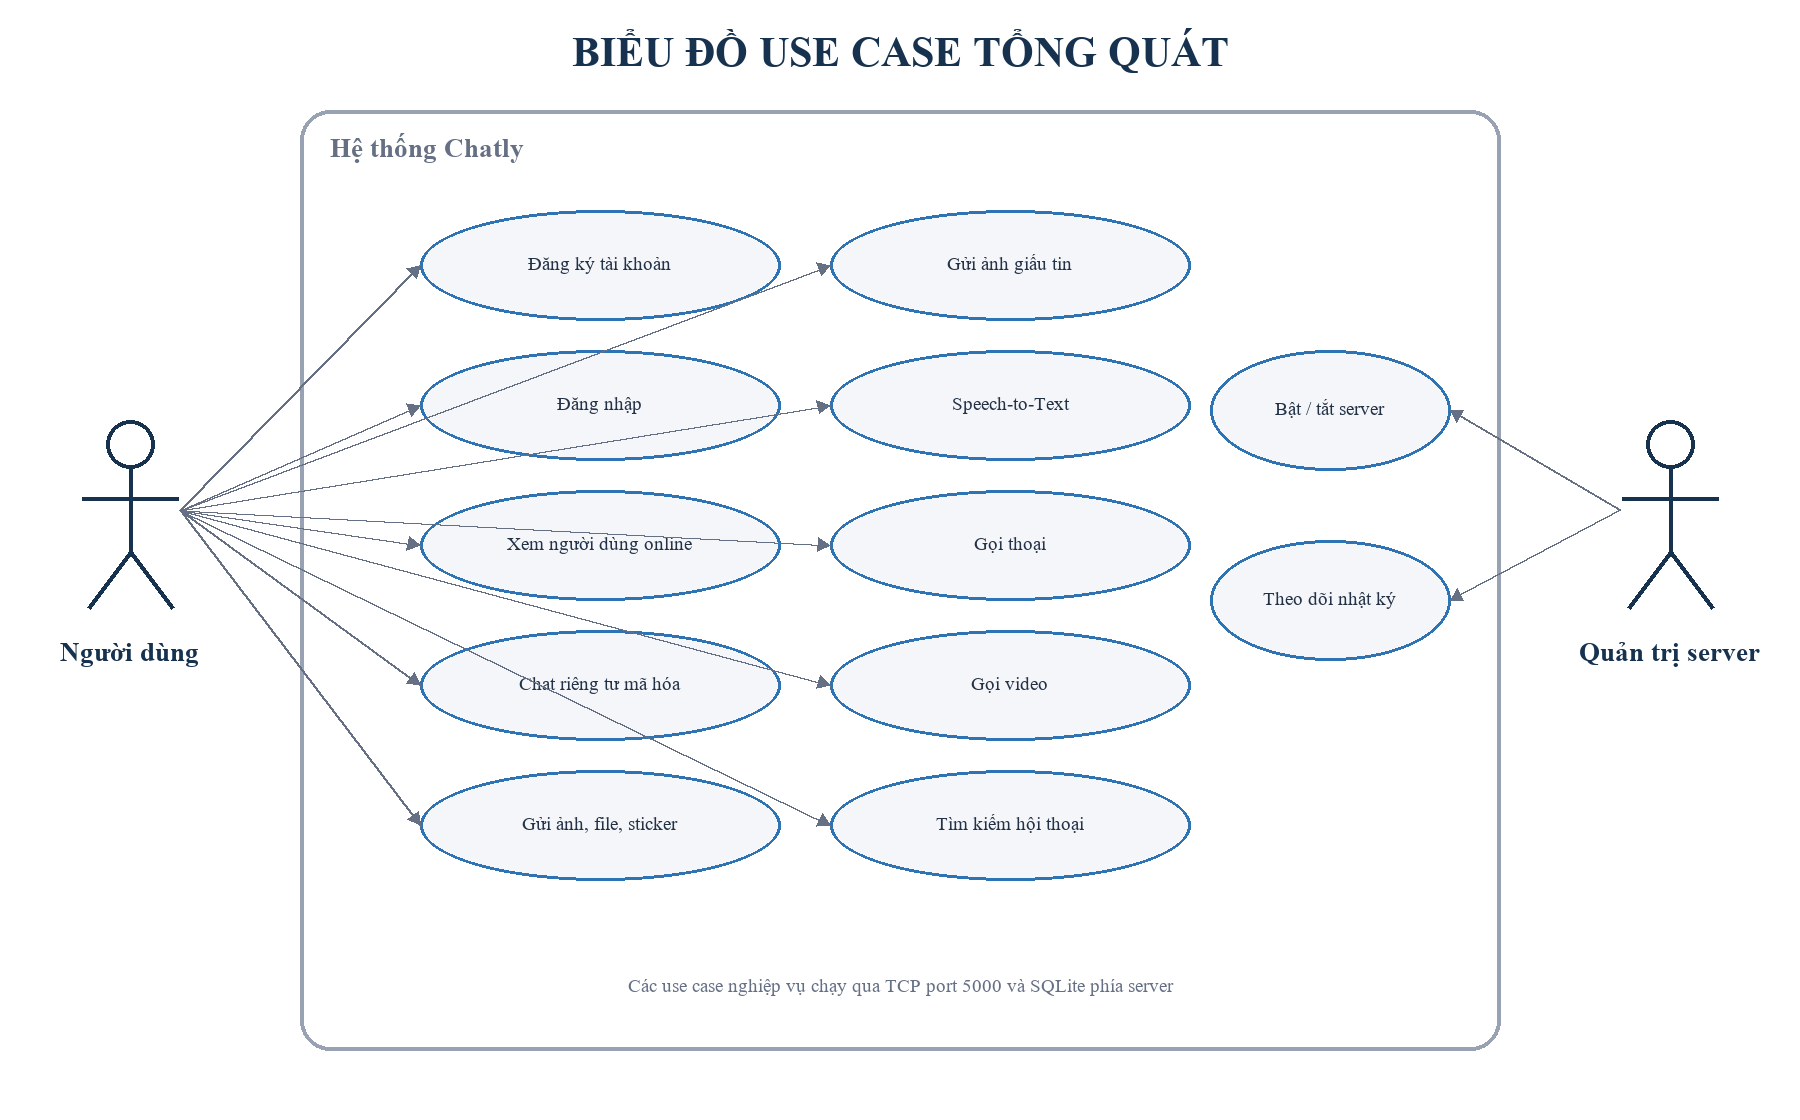 BIỂU ĐỒ USE CASE TỔNG QUÁT
Hệ thống Chatly
Đăng ký tài khoản
Gửi ảnh giấu tin
Đăng nhập
Speech-to-Text
Bật / tắt server
Xem người dùng online
Gọi thoại
Theo dõi nhật ký
Người dùng
Quản trị server
Chat riêng tư mã hóa
Gọi video
Gửi ảnh, file, sticker
Tìm kiếm hội thoại
Các use case nghiệp vụ chạy qua TCP port 5000 và SQLite phía server